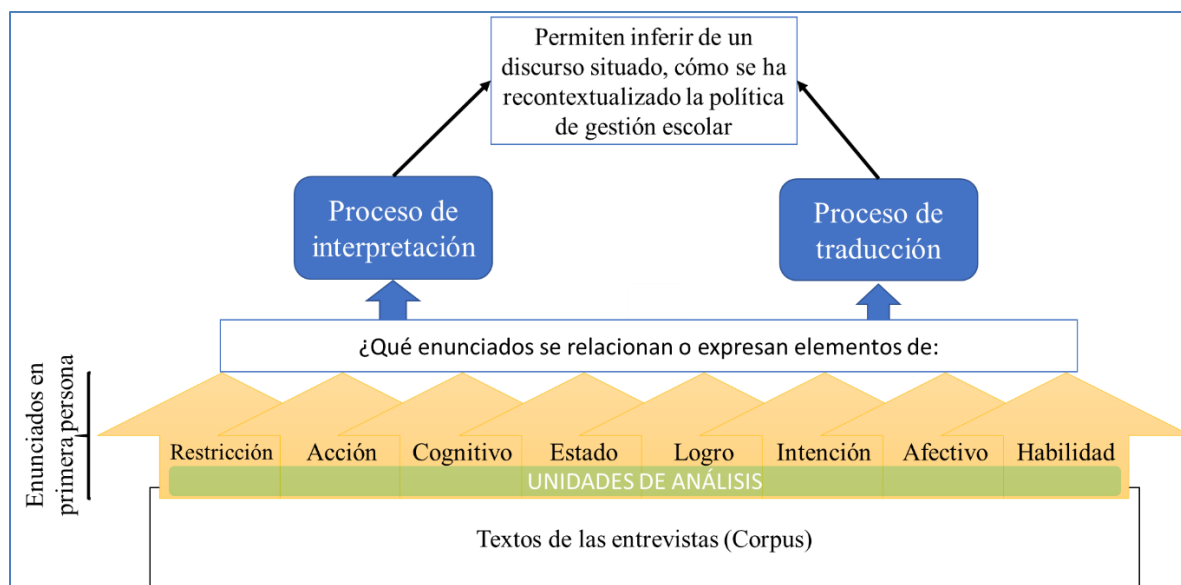 Permiten inferir de un
discurso situado, cómo se ha
recontextualizado la política
de gestión escolar
Proceso de
interpretación
Proceso de
traducción
¿Qué enunciados se relacionan o expresan elementos de:
Enunciados en
primera persona
Restricción
Acción
Cognitivo
Estado
Logro
Intención
Afectivo
Habilidad
UNIDADES DE ANÁLISIS
Textos de las entrevistas (Corpus)